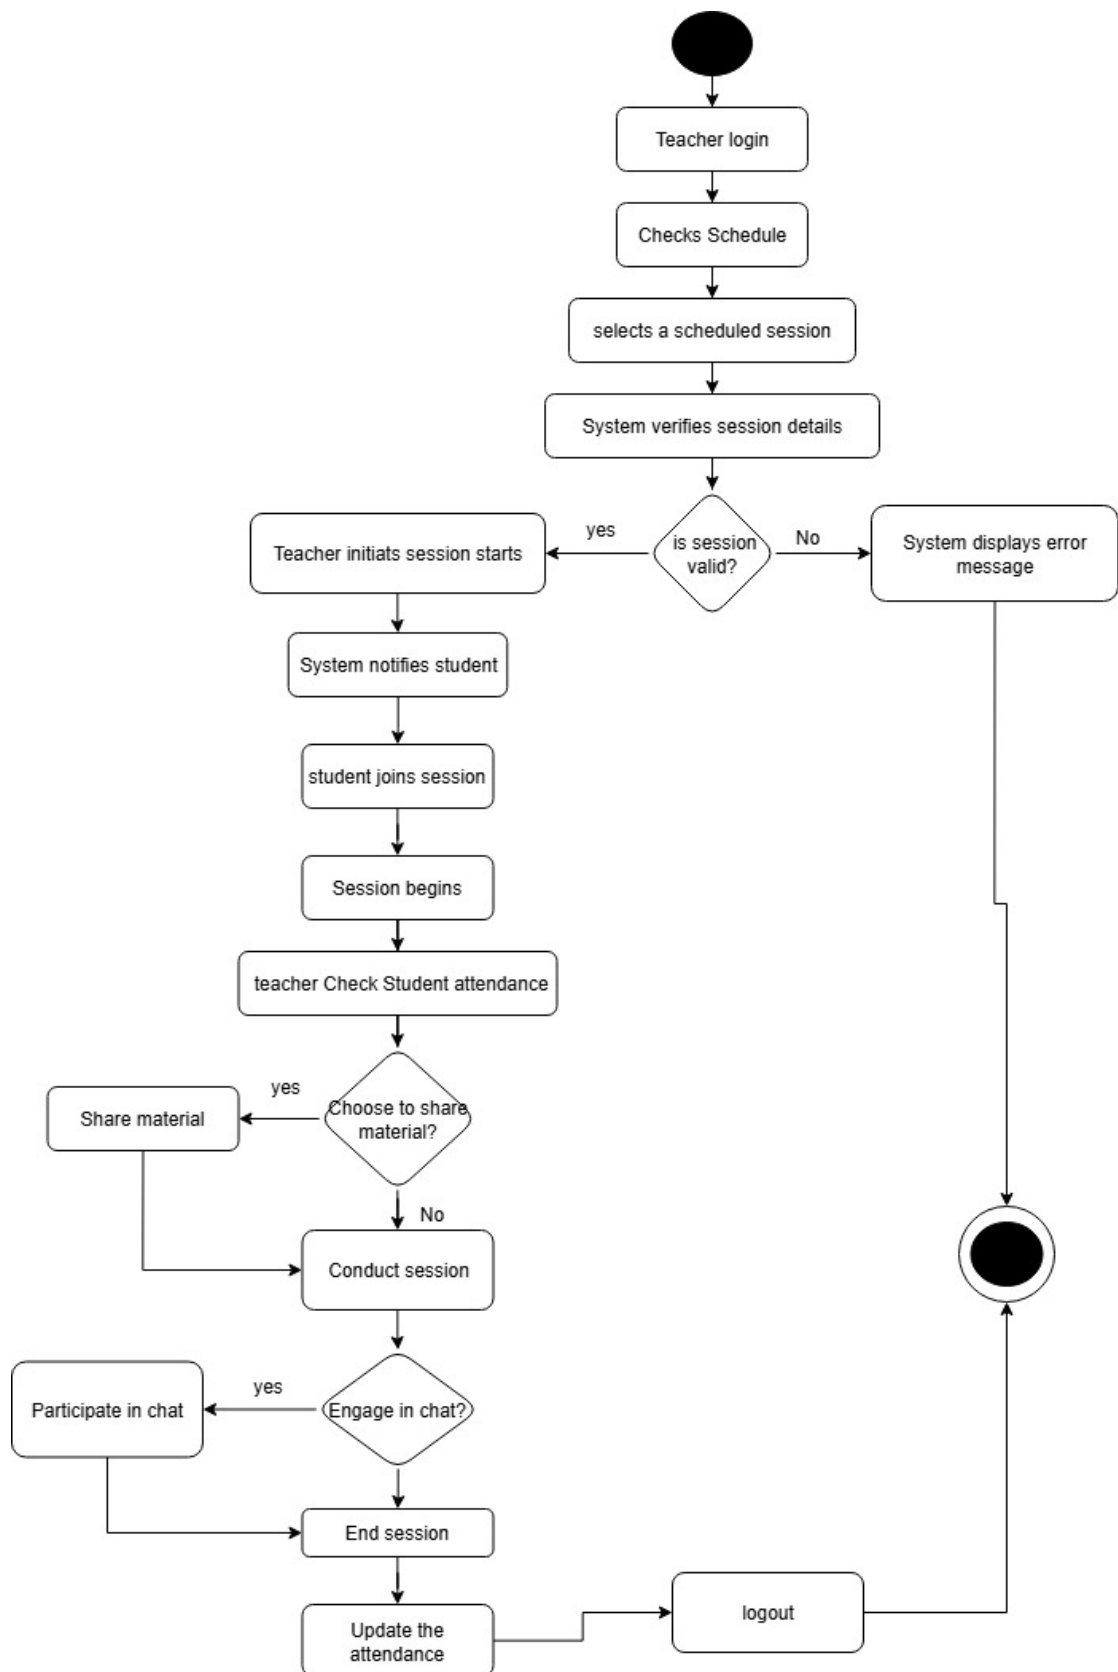 Teacher login
Checks Schedule
selects a scheduled session
System verifies session details
is session
valid?
yes
No
Teacher initiats session starts
System displays error
message
System notifies student
student joins session
Session begins
teacher Check Student attendance
Choose to share
material?
yes
Share material
No
Conduct session
Engage in chat?
yes
Participate in chat
End session
Update the
attendance
logout